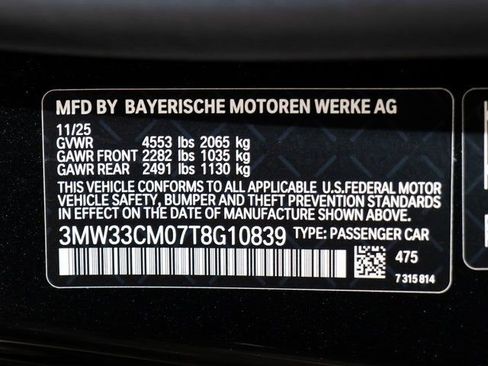 MFD BY BAYERISCHE MOTOREN WERKE AG
11/25
GVWR 4553 lbs 2065 kg
GAWR FRONT 2282 lbs 1035 kg
GAWR REAR 2491 lbs 1130 kg
THIS VEHICLE CONFORMS TO ALL APPLICABLE U.S.FEDERAL MOTOR
VEHICLE SAFETY, BUMPER AND THEFT PREVENTION STANDARDS
IN EFFECT ON THE DATE OF MANUFACTURE SHOWN ABOVE.
3MW33CM07T8G10839 TYPE: PASSENGER CAR
475
7 315 814